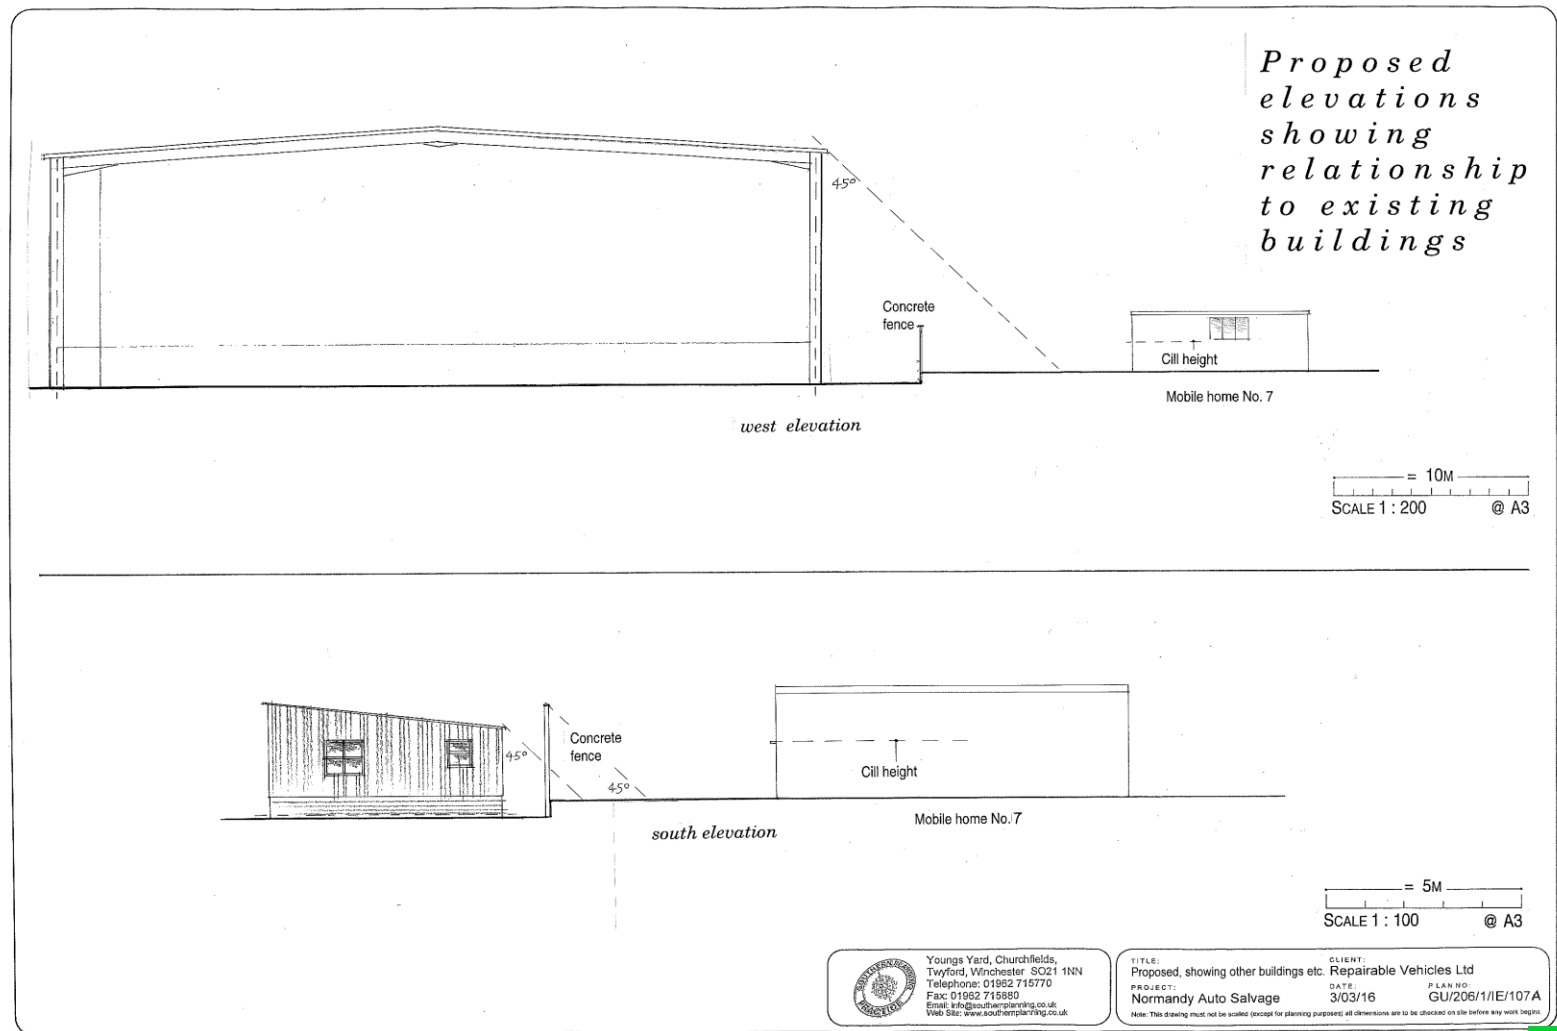 Proposed
elevations
showing
relationship
to existing
buildings
45°
Concrete
fence
Cill height
Mobile home No. 7
west elevation
= 10M
SCALE 1 : 200 @ A3
45°
Concrete
fence
45°
Cill height
Mobile home No. 7
south elevation
= 5M
SCALE 1 : 100 @ A3
SOUTHERN PLANNING
PRACTICE
Youngs Yard, Churchfields,
Twyford, Winchester SO21 1NN
Telephone: 01962 715770
Fax: 01962 715880
Email: info@southernplanning.co.uk
Web Site: www.southernplanning.co.uk
TITLE: CLIENT:
Proposed, showing other buildings etc. Repairable Vehicles Ltd
PROJECT: DATE: PLAN NO:
Normandy Auto Salvage 3/03/16 GU/206/1/IE/107A
Note: This drawing must not be scaled (except for planning purposes) all dimensions are to be checked on site before any work begins.